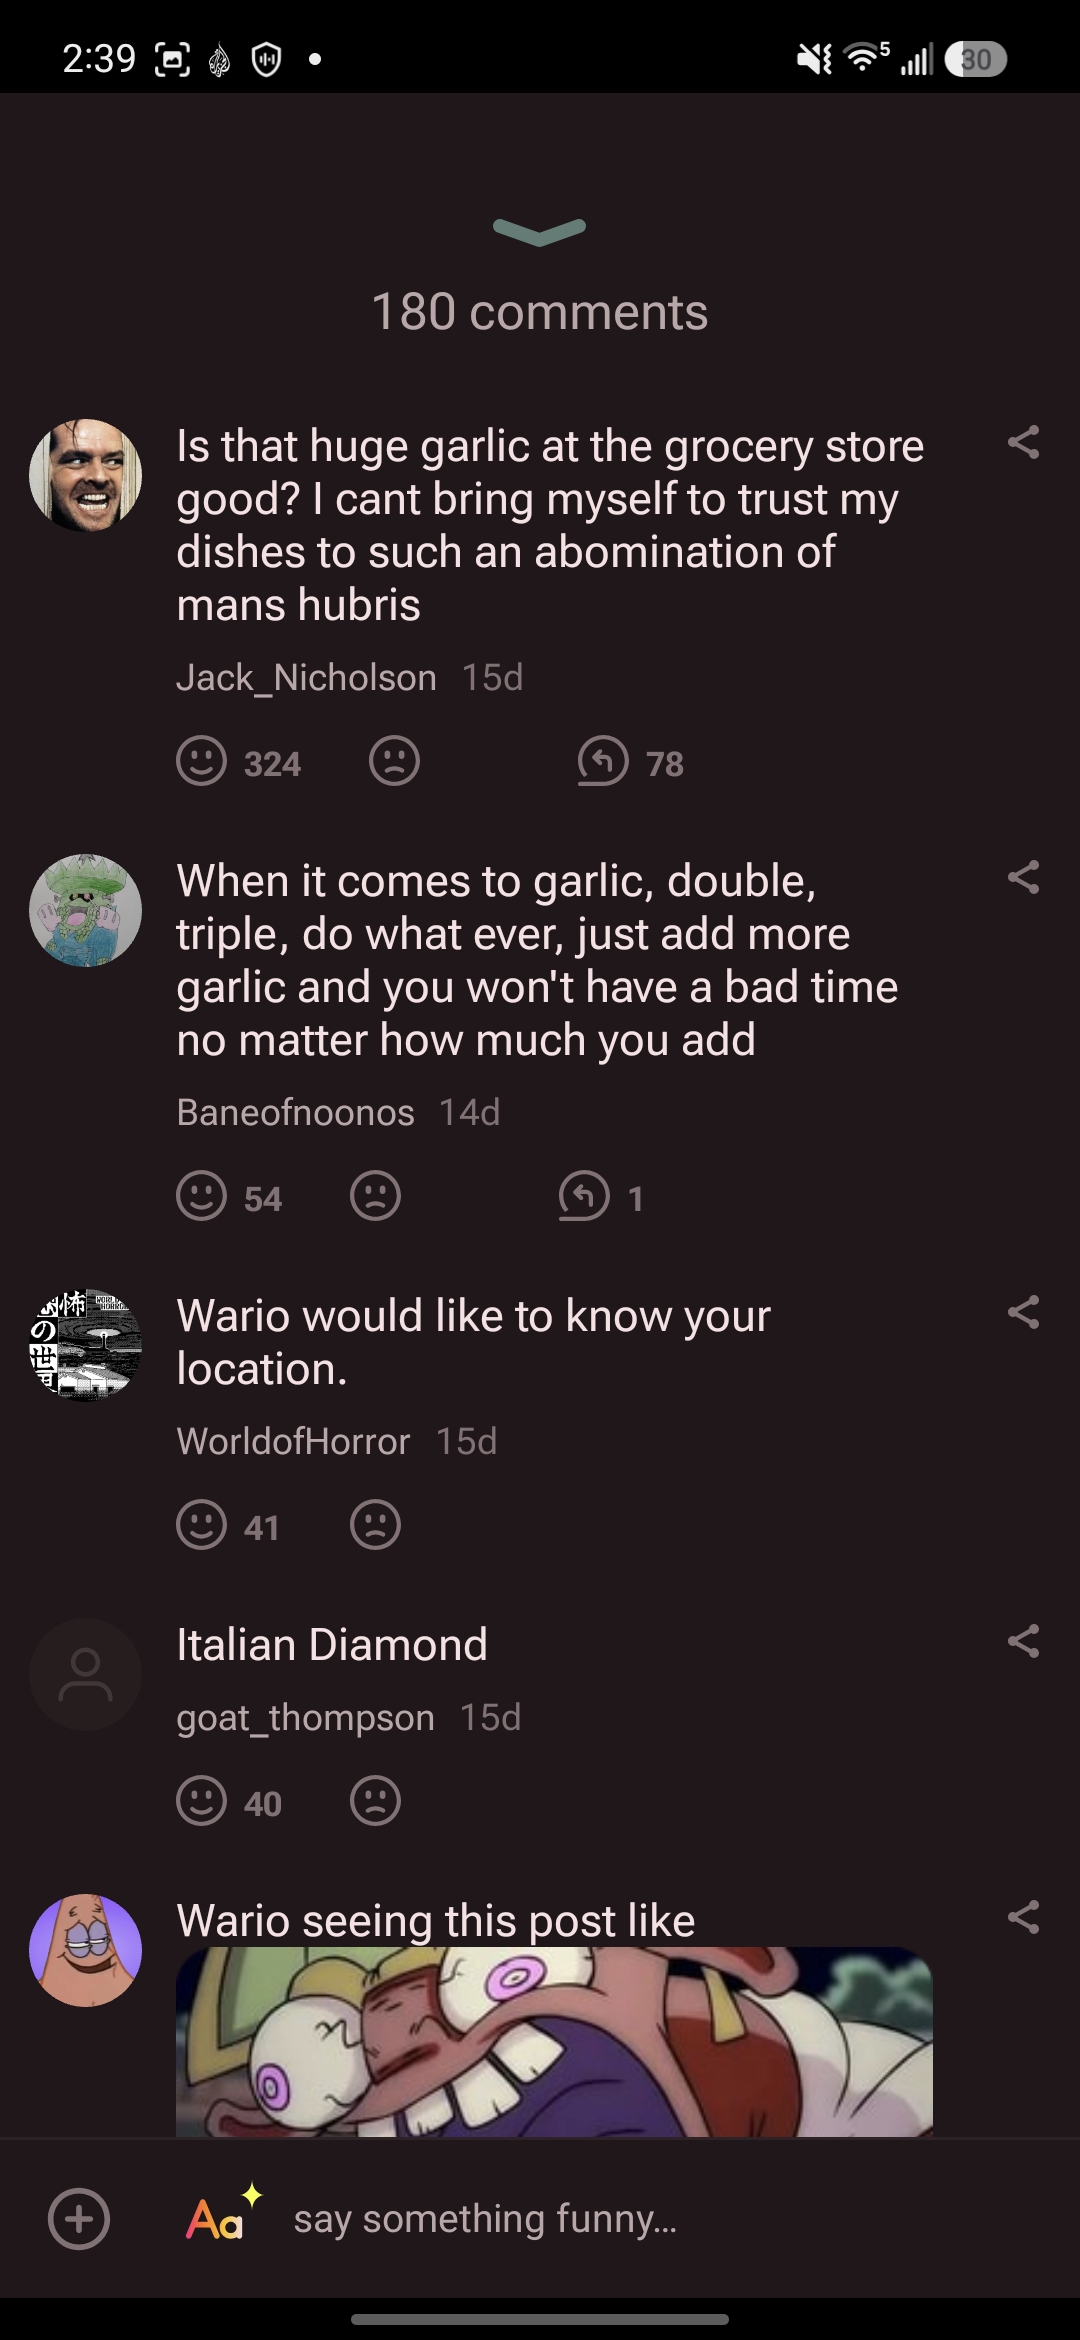 2:39
5
30
180 comments
Is that huge garlic at the grocery store
good? I cant bring myself to trust my
dishes to such an abomination of
mans hubris
Jack_Nicholson 15d
324 78
When it comes to garlic, double,
triple, do what ever, just add more
garlic and you won't have a bad time
no matter how much you add
Baneofnoonos 14d
54 1
Wario would like to know your
location.
WorldofHorror 15d
41
Italian Diamond
goat_thompson 15d
40
Wario seeing this post like
Aa say something funny…